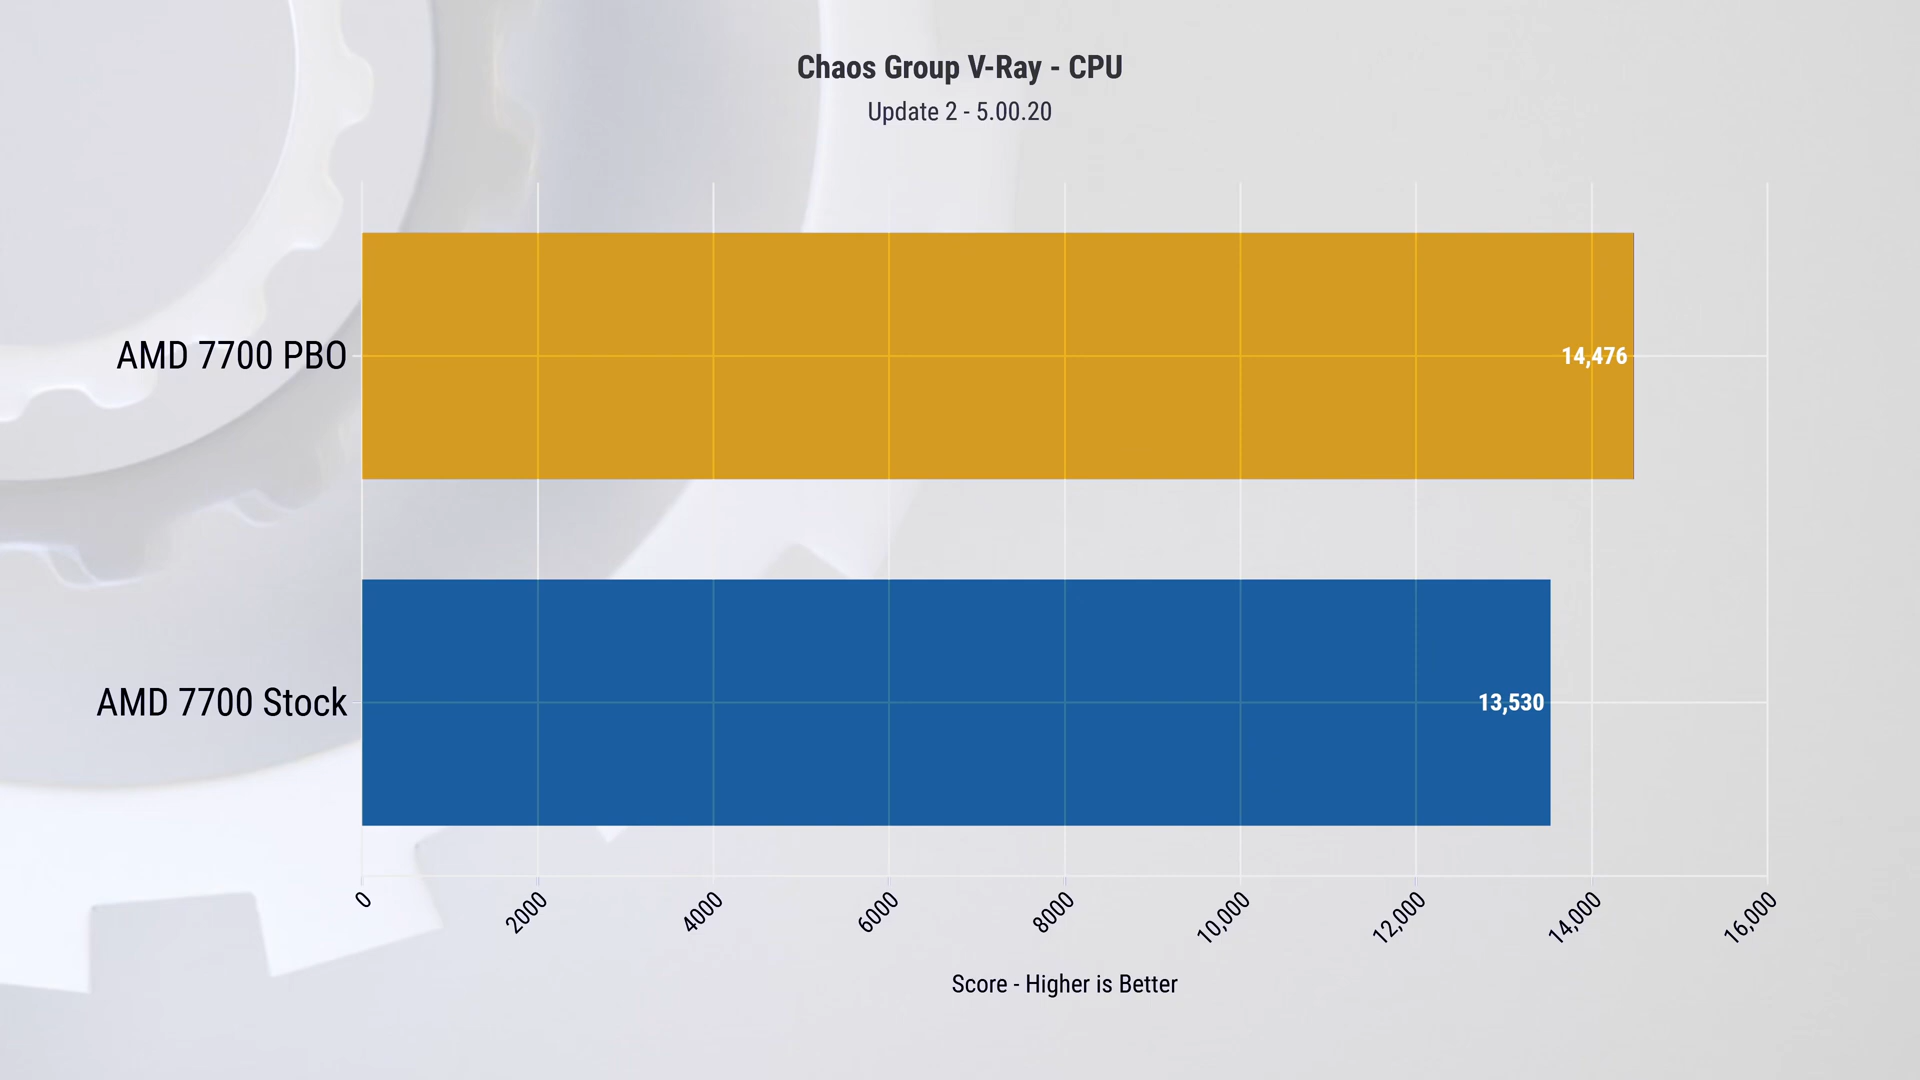 Chaos Group V-Ray - CPU
Update 2 - 5.00.20
AMD 7700 PBO
14,476
AMD 7700 Stock
13,530
0
2000
4000
6000
8000
10,000
12,000
14,000
16,000
Score - Higher is Better